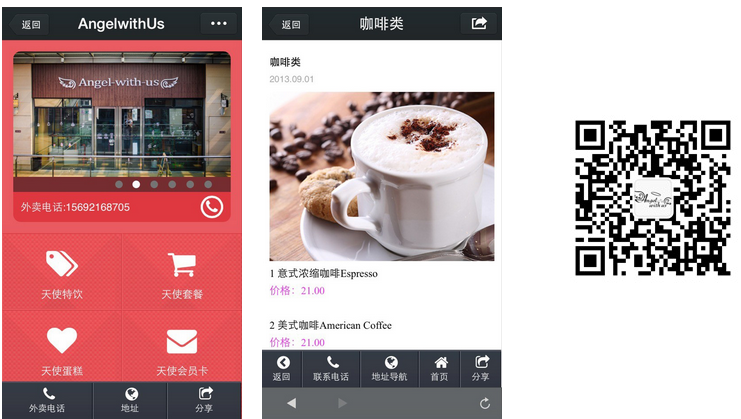 返回
AngelwithUs
Angel-with-us
外卖电话:15692168705
天使特饮
天使套餐
天使蛋糕
天使会员卡
外卖电话
地址
分享
返回
咖啡类
咖啡类
2013.09.01
1 意式浓缩咖啡Espresso
价格：21.00
2 美式咖啡American Coffee
价格：21.00
返回
联系电话
地址导航
首页
分享
Angel
with us